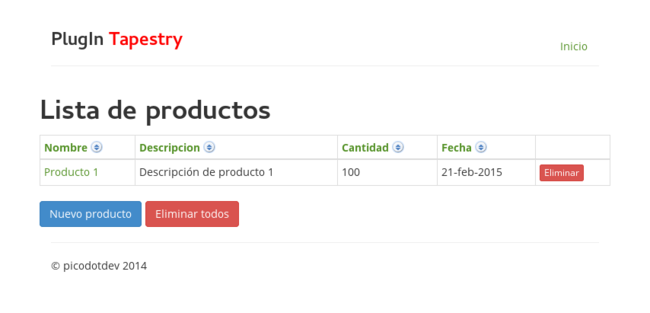 PlugIn Tapestry
Inicio
Lista de productos
Nombre Descripcion Cantidad Fecha
Producto 1 Descripción de producto 1 100 21-feb-2015 Eliminar
Nuevo producto Eliminar todos
© picodotdev 2014